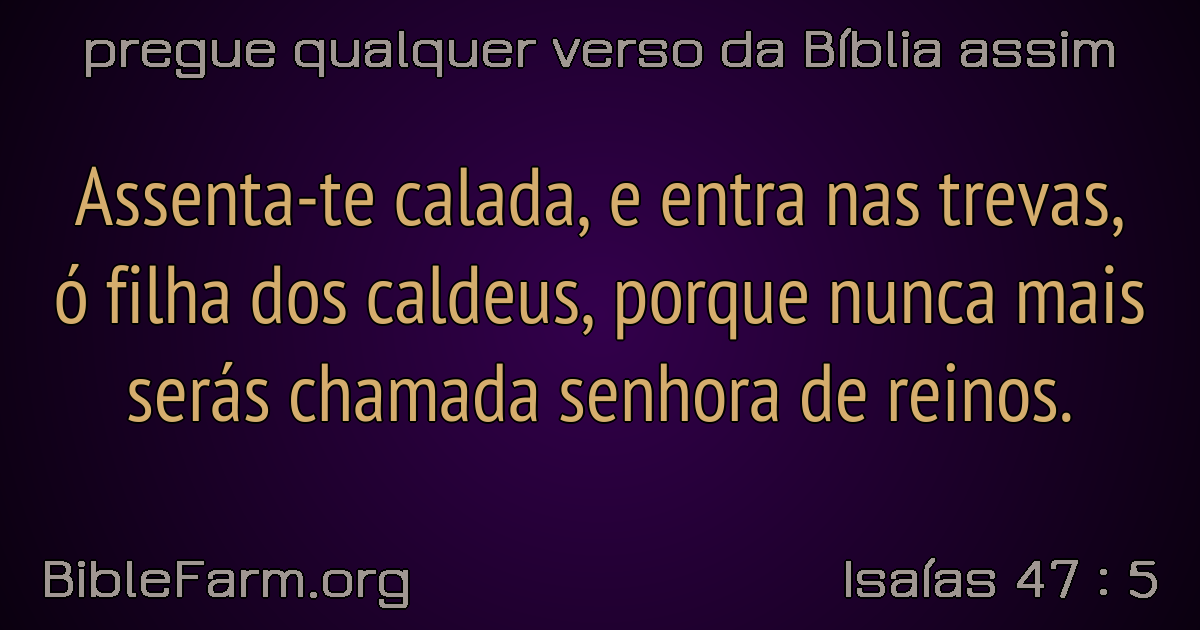 pregue qualquer verso da Bíblia assim
Assenta-te calada, e entra nas trevas,
ó filha dos caldeus, porque nunca mais
serás chamada senhora de reinos.
BibleFarm.org
Isaías 47 : 5